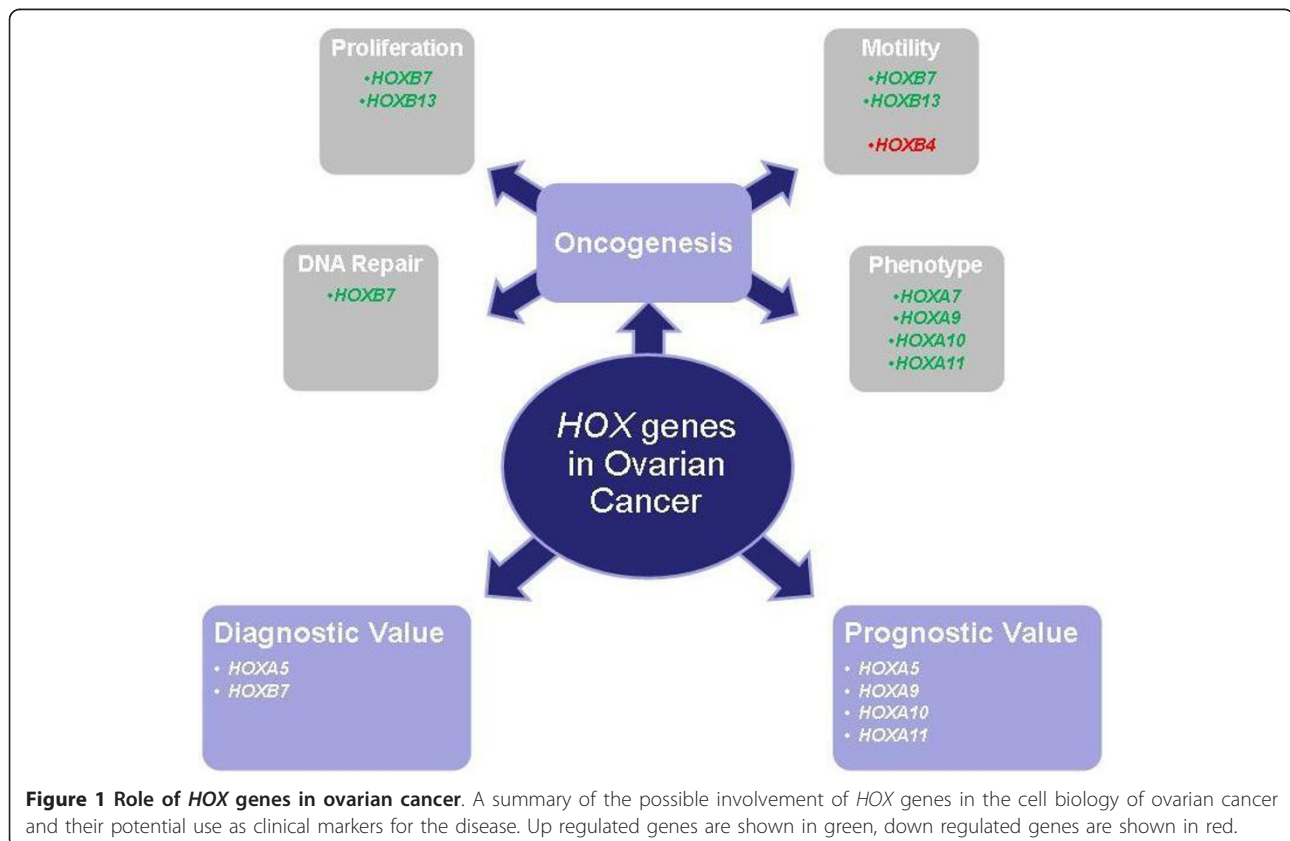 Proliferation
•HOXB7
•HOXB13
Motility
•HOXB7
•HOXB13
•HOXB4
Oncogenesis
DNA Repair
•HOXB7
Phenotype
•HOXA7
•HOXA9
•HOXA10
•HOXA11
HOX genes
in Ovarian
Cancer
Diagnostic Value
• HOXA5
• HOXB7
Prognostic Value
• HOXA5
• HOXA9
• HOXA10
• HOXA11
Figure 1 Role of HOX genes in ovarian cancer. A summary of the possible involvement of HOX genes in the cell biology of ovarian cancer
and their potential use as clinical markers for the disease. Up regulated genes are shown in green, down regulated genes are shown in red.